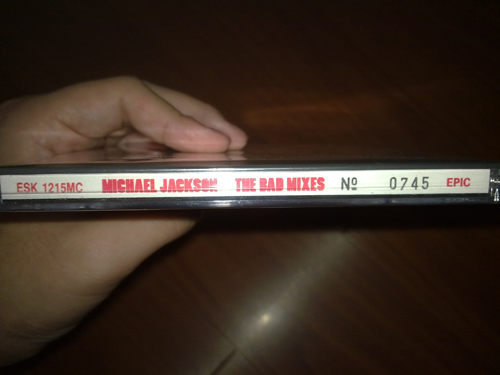 ESK 1215MC MICHAEL JACKSON THE BAD MIXES Nº 0745 EPIC